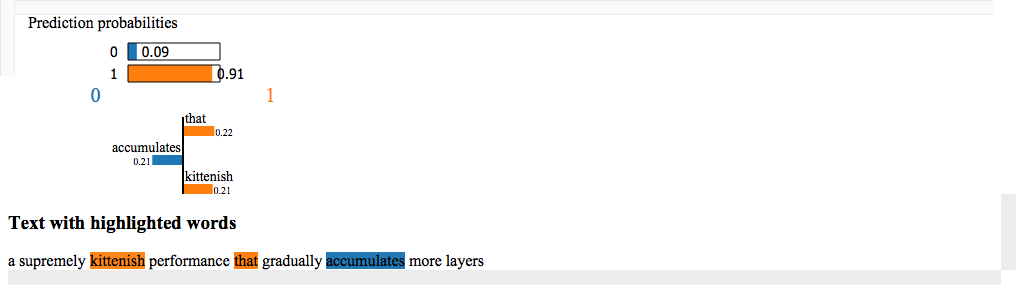 Prediction probabilities
0 0.09
1 0.91
0 1
that
0.22
accumulates
0.21
kittenish
0.21
Text with highlighted words
a supremely kittenish performance that gradually accumulates more layers